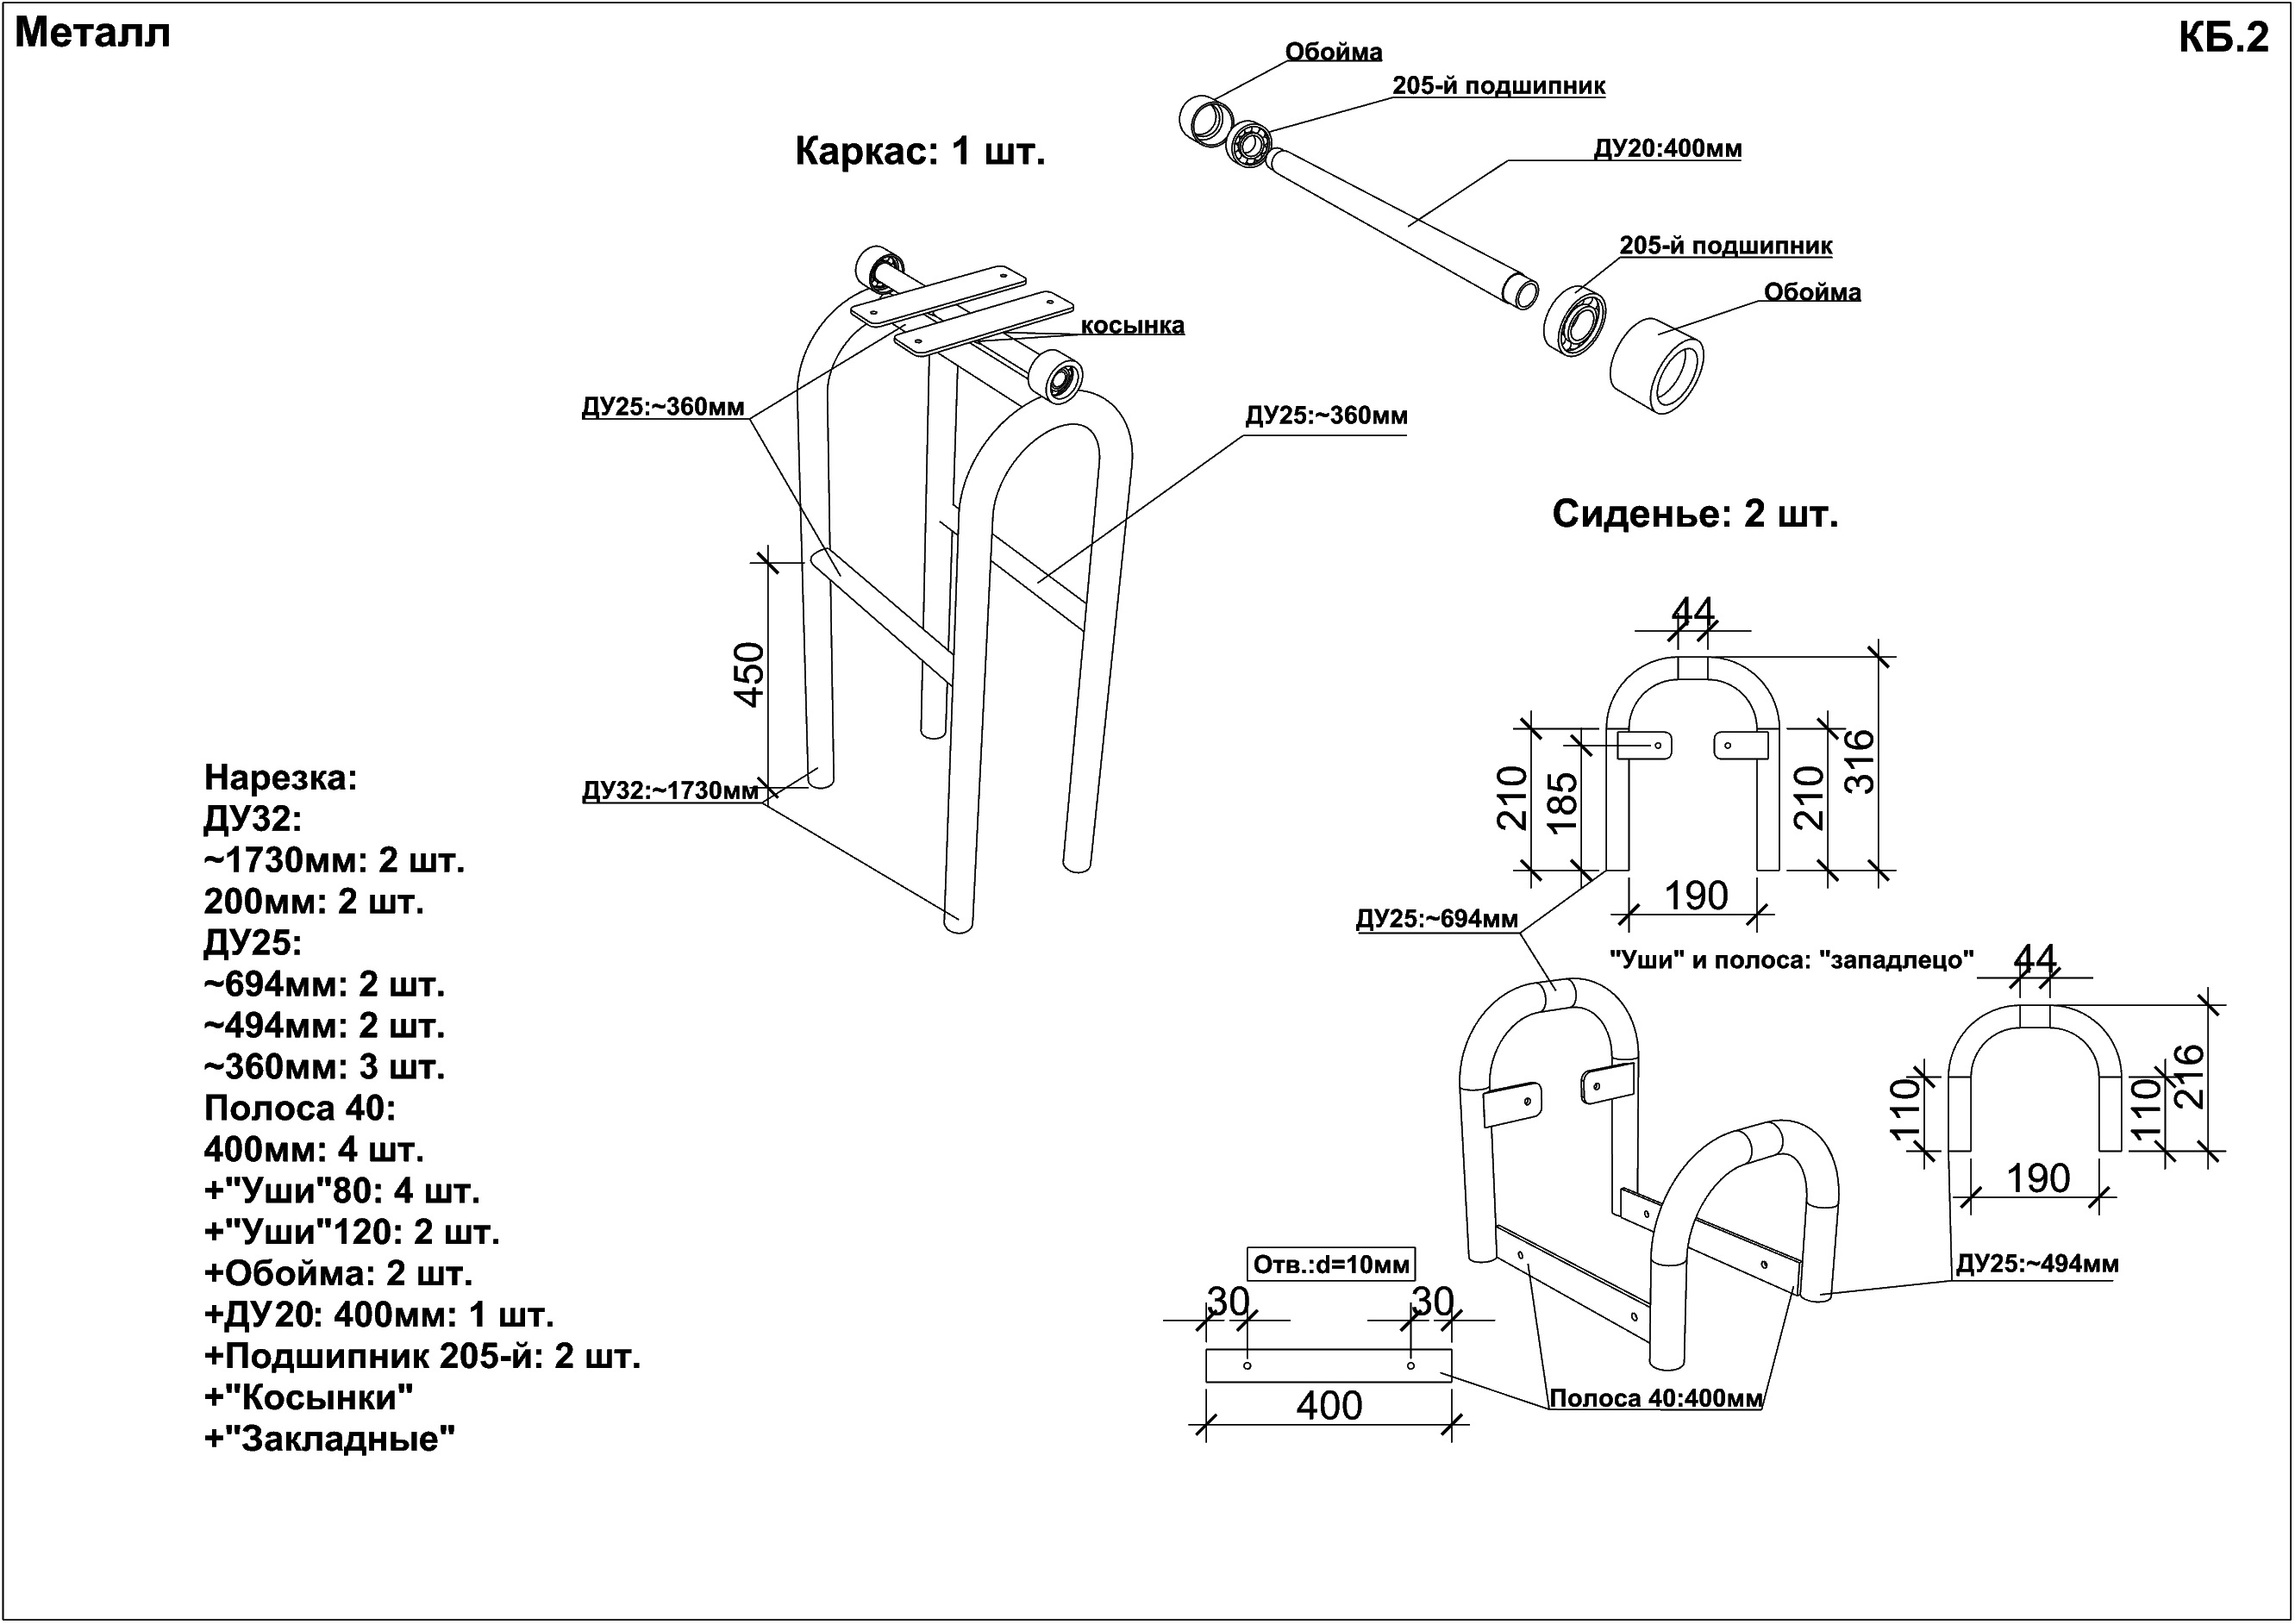 Металл
КБ.2
Обойма
205-й подшипник
Каркас: 1 шт.
ДУ20:400мм
205-й подшипник
Обойма
косынка
ДУ25:~360мм
ДУ25:~360мм
450
ДУ32:~1730мм
Сиденье: 2 шт.
44
316
210
185
210
190
ДУ25:~694мм
"Уши" и полоса: "западлецо"
44
216
110
110
190
ДУ25:~494мм
Отв.:d=10мм
30
30
400
Полоса 40:400мм
Нарезка:
ДУ32:
~1730мм: 2 шт.
200мм: 2 шт.
ДУ25:
~694мм: 2 шт.
~494мм: 2 шт.
~360мм: 3 шт.
Полоса 40:
400мм: 4 шт.
+"Уши"80: 4 шт.
+"Уши"120: 2 шт.
+Обойма: 2 шт.
+ДУ20: 400мм: 1 шт.
+Подшипник 205-й: 2 шт.
+"Косынки"
+"Закладные"